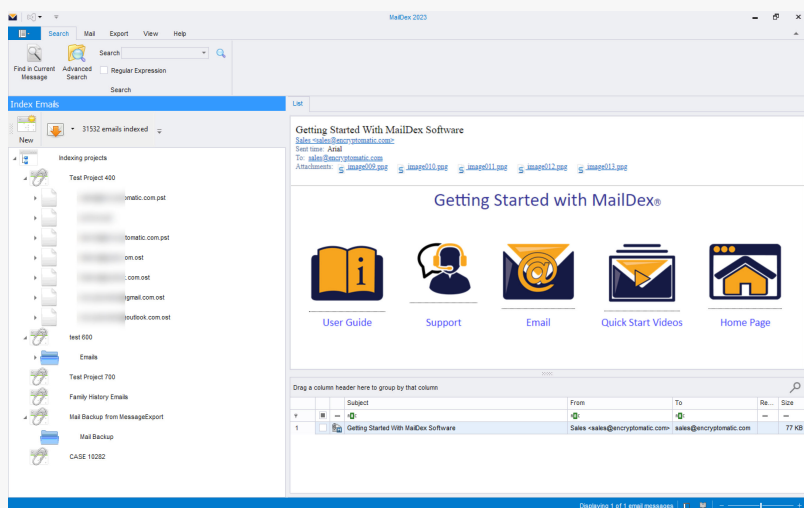 MailDex 2023
Search Mail Export View Help
Search
Find in Current Message
Advanced Search
Regular Expression
Search
Index Emails
New
31532 emails indexed
Indexing projects
Test Project 400
omatic.com.pst
tomatic.com.pst
om.ost
.com.ost
gmail.com.ost
outlook.com.ost
test 600
Emails
Test Project 700
Family History Emails
Mail Backup from MessageExport
Mail Backup
CASE 10282
List
Getting Started With MailDex Software
Sales <sales@encryptomatic.com>
Sent time: Arial
To: sales@encryptomatic.com
Attachments: image009.png image010.png image011.png image012.png image013.png
Getting Started with MailDex®
User Guide Support Email Quick Start Videos Home Page
Drag a column header here to group by that column
Subject From To Re... Size
1 Getting Started With MailDex Software Sales <sales@encryptomatic.com> sales@encryptomatic.com 77 KB
Displaying 1 of 1 email messages